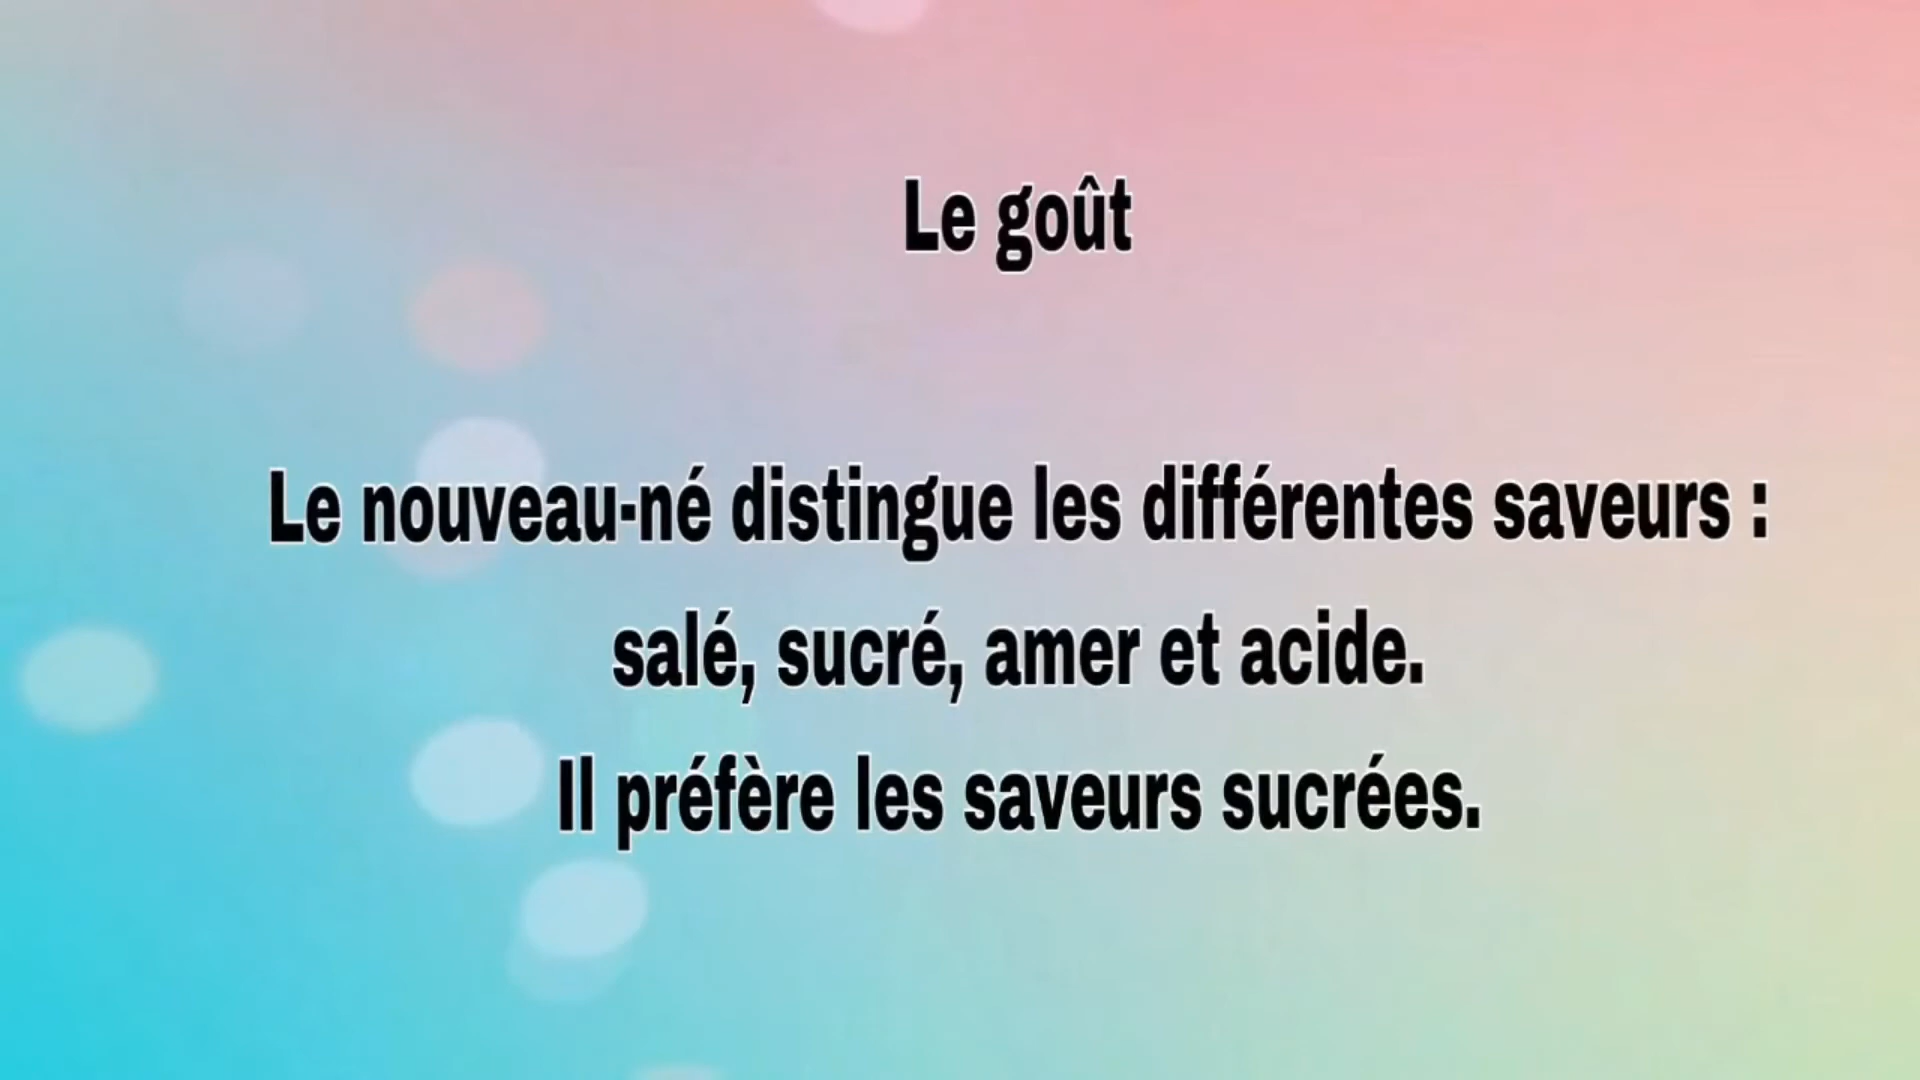 Le goût
Le nouveau-né distingue les différentes saveurs :
salé, sucré, amer et acide.
Il préfère les saveurs sucrées.